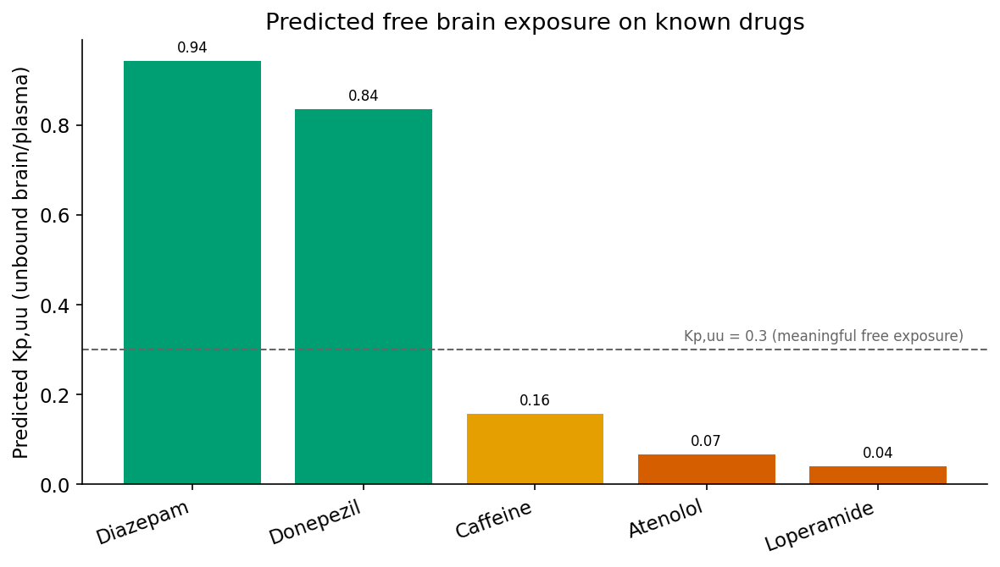 Predicted free brain exposure on known drugs
Predicted Kp,uu (unbound brain/plasma)
0.8
0.6
0.4
0.2
0.0
0.94
0.84
0.16
0.07
0.04
Kp,uu = 0.3 (meaningful free exposure)
Diazepam
Donepezil
Caffeine
Atenolol
Loperamide